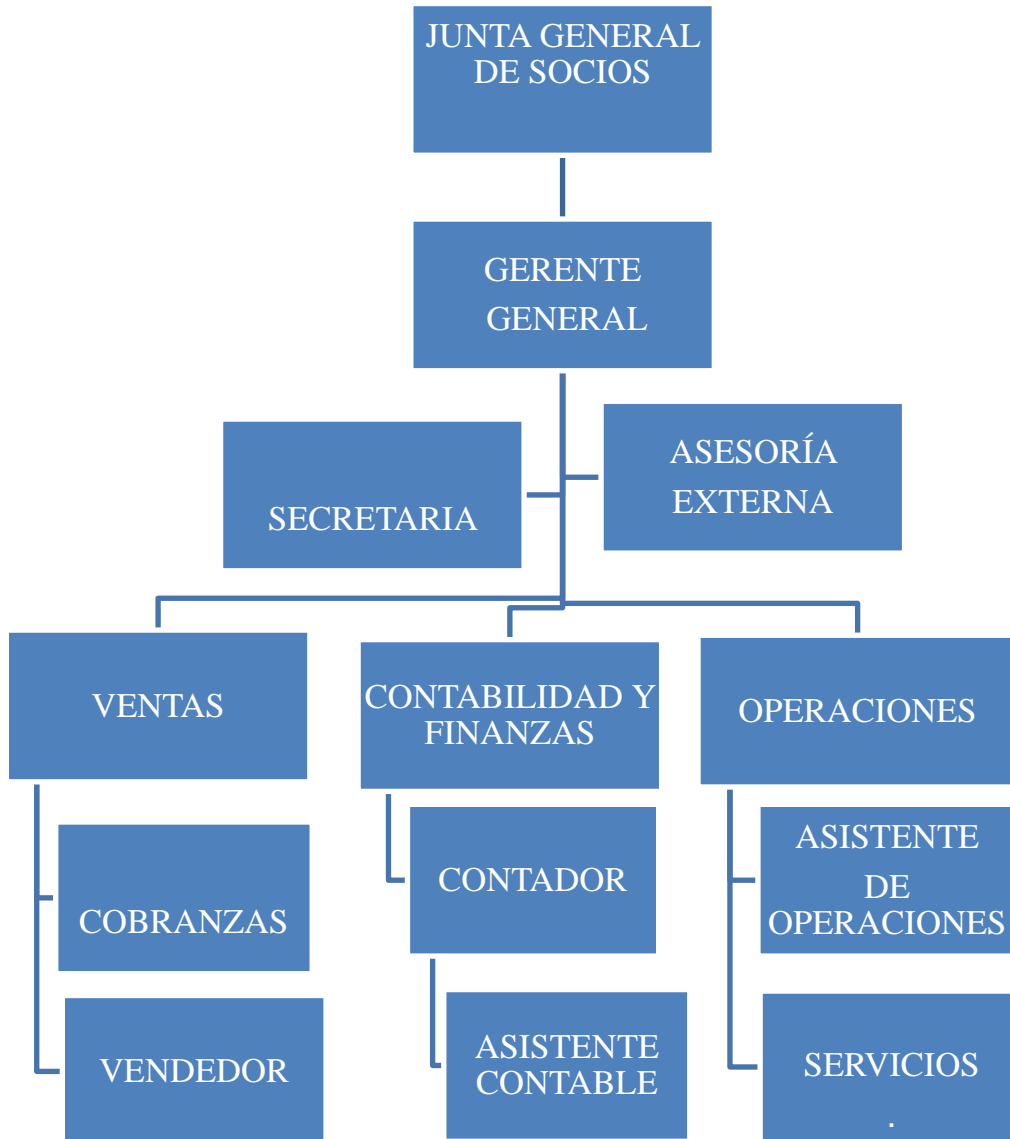 JUNTA GENERAL
DE SOCIOS
GERENTE
GENERAL
SECRETARIA
ASESORÍA
EXTERNA
VENTAS
CONTABILIDAD Y
FINANZAS
OPERACIONES
COBRANZAS
VENDEDOR
CONTADOR
ASISTENTE
CONTABLE
ASISTENTE
DE
OPERACIONES
SERVICIOS
.